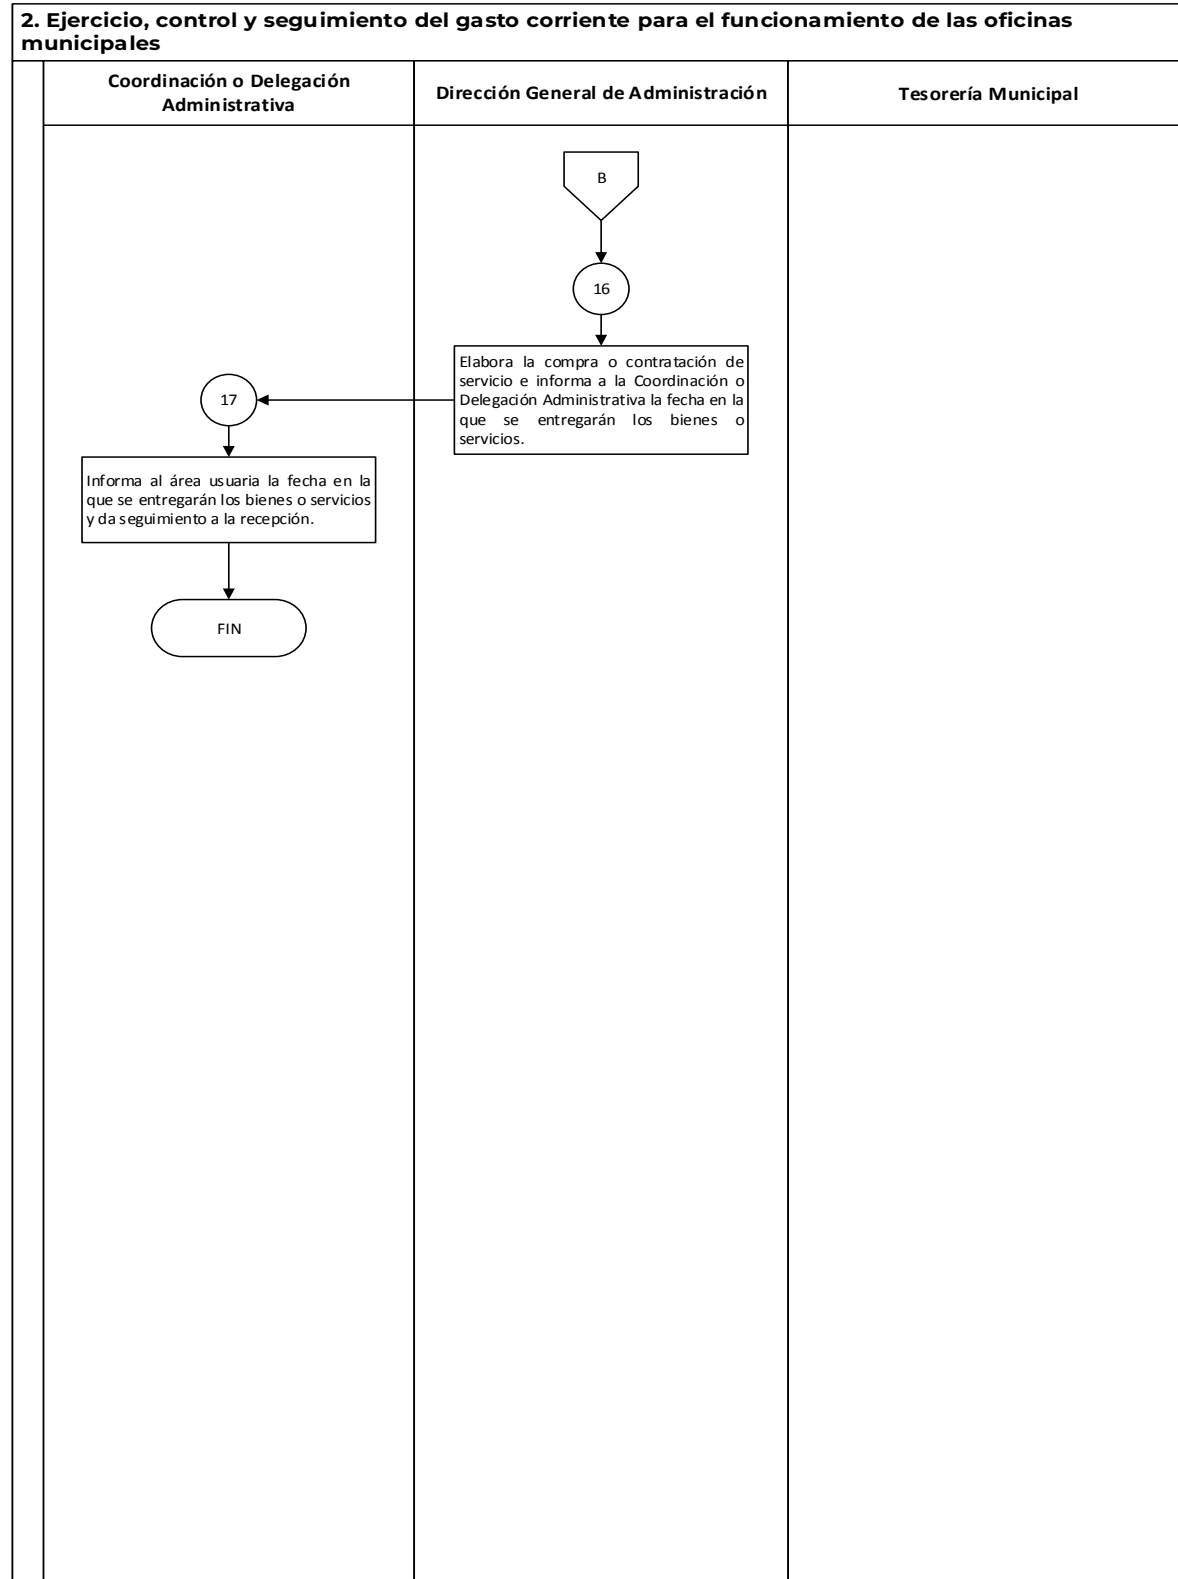 2. Ejercicio, control y seguimiento del gasto corriente para el funcionamiento de las oficinas
municipales
Coordinación o Delegación
Administrativa
Dirección General de Administración
Tesorería Municipal
B
16
Elabora la compra o contratación de
servicio e informa a la Coordinación o
Delegación Administrativa la fecha en la
que se entregarán los bienes o
servicios.
17
Informa al área usuaria la fecha en la
que se entregarán los bienes o servicios
y da seguimiento a la recepción.
FIN